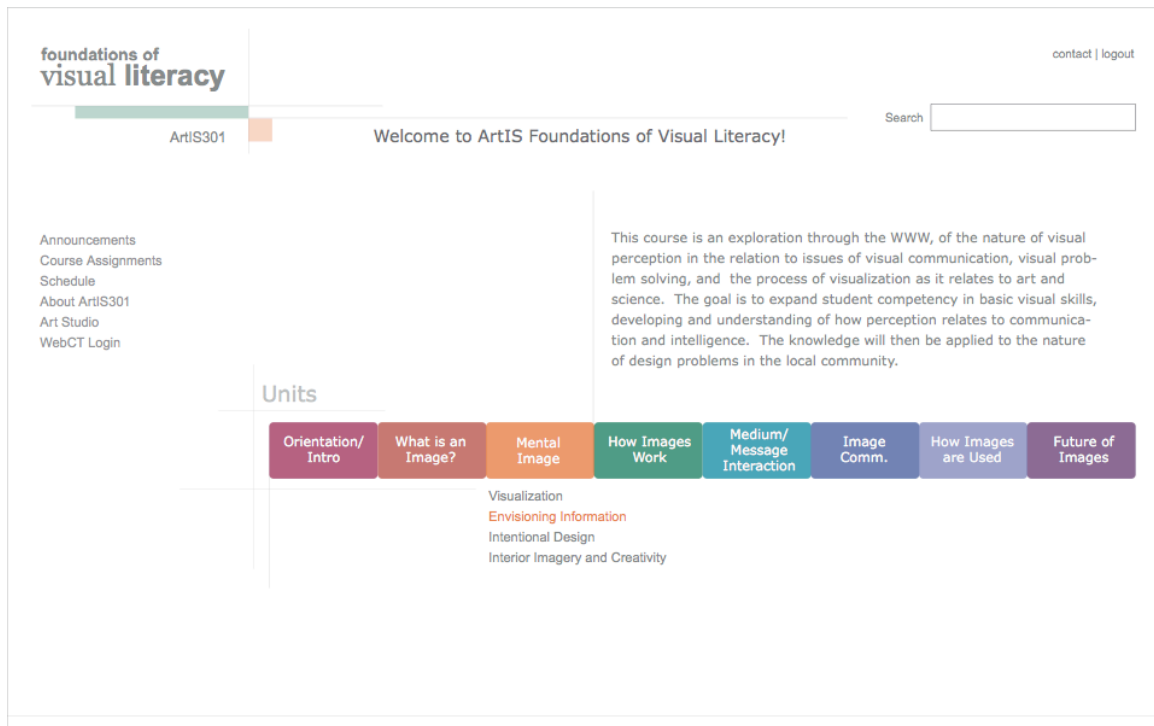 foundations of
visual literacy
contact | logout
Search
ArtIS301
Welcome to ArtIS Foundations of Visual Literacy!
Announcements
Course Assignments
Schedule
About ArtIS301
Art Studio
WebCT Login
This course is an exploration through the WWW, of the nature of visual
perception in the relation to issues of visual communication, visual prob-
lem solving, and  the process of visualization as it relates to art and
science.  The goal is to expand student competency in basic visual skills,
developing and understanding of how perception relates to communica-
tion and intelligence.  The knowledge will then be applied to the nature
of design problems in the local community.
Units
Orientation/
Intro
What is an
Image?
Mental
Image
How Images
Work
Medium/
Message
Interaction
Image
Comm.
How Images
are Used
Future of
Images
Visualization
Envisioning Information
Intentional Design
Interior Imagery and Creativity